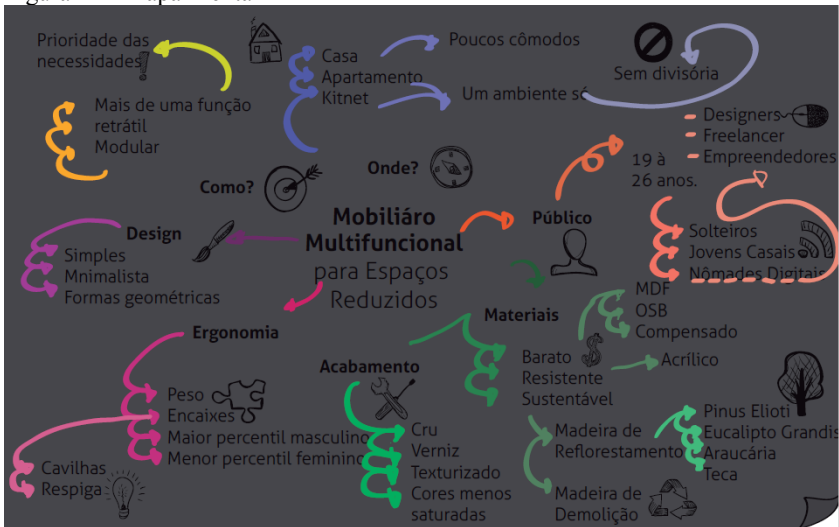 Prioridade das
necessidades!
Mais de uma função
retrátil
Modular
Como?
Casa
Apartamento
Kitnet
Poucos cômodos
Um ambiente só
Sem divisória
Onde?
Designers
Freelancer
Empreendedores
19 à
26 anos.
Público
Solteiros
Jovens Casais
Nômades Digitais
Mobiliáro
Multifuncional
para Espaços
Reduzidos
Design
Simples
Mnimalista
Formas geométricas
Ergonomia
Peso
Encaixes
Maior percentil masculino
Menor percentil feminino
Cavilhas
Respiga
Acabamento
Cru
Verniz
Texturizado
Cores menos
saturadas
Materiais
Barato
Resistente
Sustentável
MDF
OSB
Compensado
Acrílico
Madeira de
Reflorestamento
Pinus Elioti
Eucalipto Grandis
Araucária
Teca
Madeira de
Demolição